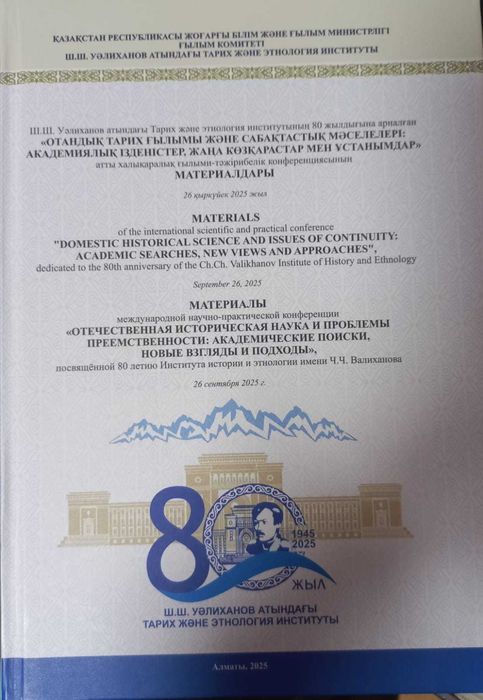 ҚАЗАҚСТАН РЕСПУБЛИКАСЫ ЖОҒАРҒЫ БІЛІМ ЖӘНЕ ҒЫЛЫМ МИНИСТРЛІГІ
ҒЫЛЫМ КОМИТЕТІ
Ш.Ш. УӘЛИХАНОВ АТЫНДАҒЫ ТАРИХ ЖӘНЕ ЭТНОЛОГИЯ ИНСТИТУТЫ
Ш.Ш. Уәлиханов атындағы Тарих және этнология институтының 80 жылдығына арналған
«ОТАНДЫҚ ТАРИХ ҒЫЛЫМЫ ЖӘНЕ САБАҚТАСТЫҚ МӘСЕЛЕЛЕРІ:
АКАДЕМИЯЛЫҚ ІЗДЕНІСТЕР, ЖАҢА КӨЗҚАРАСТАР МЕН ҰСТАНЫМДАР»
атты халықаралық ғылыми-тәжірибелік конференциясының
МАТЕРИАЛДАРЫ
26 қыркүйек 2025 жыл
MATERIALS
of the international scientific and practical conference
"DOMESTIC HISTORICAL SCIENCE AND ISSUES OF CONTINUITY:
ACADEMIC SEARCHES, NEW VIEWS AND APPROACHES",
dedicated to the 80th anniversary of the Ch.Ch. Valikhanov Institute of History and Ethnology
September 26, 2025
МАТЕРИАЛЫ
международной научно-практической конференции
«ОТЕЧЕСТВЕННАЯ ИСТОРИЧЕСКАЯ НАУКА И ПРОБЛЕМЫ
ПРЕЕМСТВЕННОСТИ: АКАДЕМИЧЕСКИЕ ПОИСКИ,
НОВЫЕ ВЗГЛЯДЫ И ПОДХОДЫ»,
посвящённой 80 летию Института истории и этнологии имени Ч.Ч. Валиханова
26 сентября 2025 г.
80
1945
2025
ЖЫЛ
Ш.Ш. УӘЛИХАНОВ АТЫНДАҒЫ
ТАРИХ ЖӘНЕ ЭТНОЛОГИЯ ИНСТИТУТЫ
Алматы, 2025